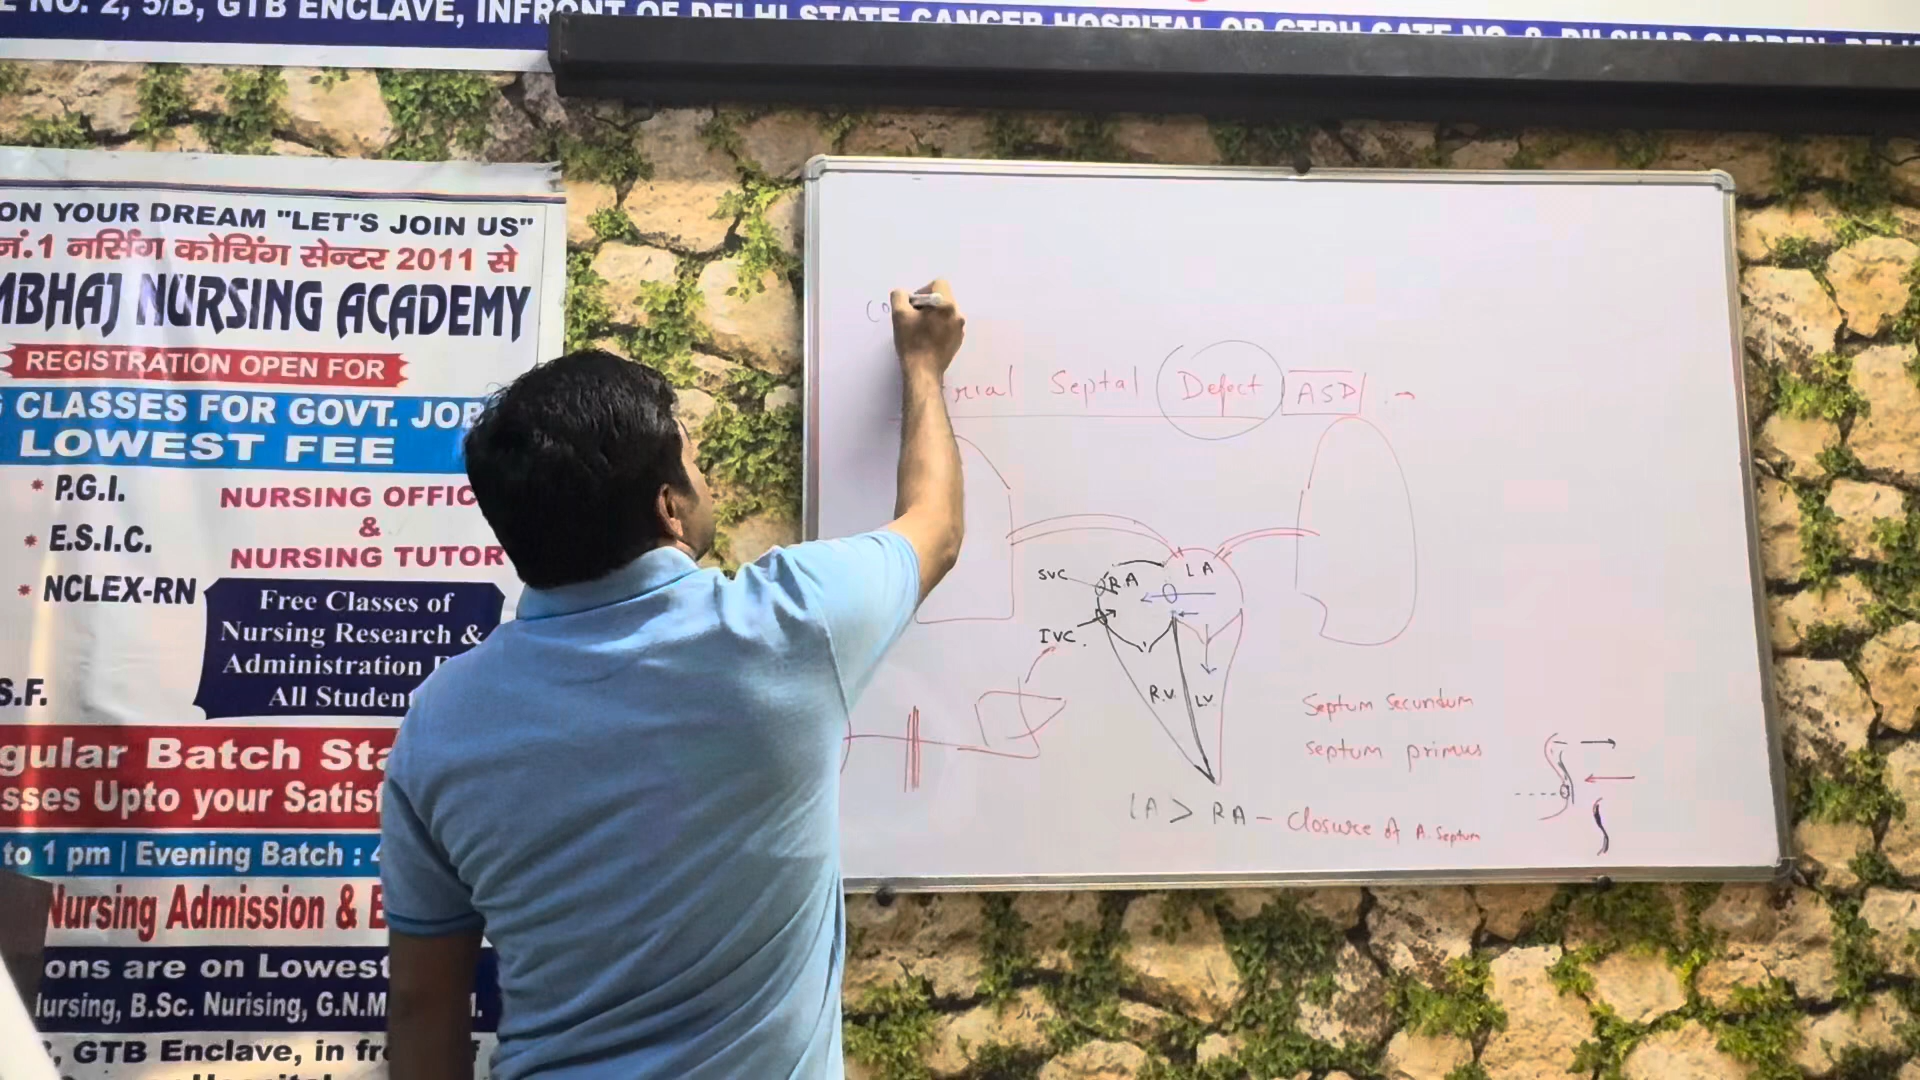 NO. 2, 5/B, GTB ENCLAVE, INFRONT OF DELHI STATE CANCER HOSPITAL OR GTBH GATE NO. 8, DILSHAD GARDEN,
ON YOUR DREAM "LET'S JOIN US"
नं.1 नर्सिंग कोचिंग सेन्टर 2011 से
MBHAJ NURSING ACADEMY
REGISTRATION OPEN FOR
CLASSES FOR GOVT. JOB
LOWEST FEE
* P.G.I.
* E.S.I.C.
* NCLEX-RN
NURSING OFFIC
&
NURSING TUTOR
Free Classes of
Nursing Research &
Administration
All Student
S.F.
gular Batch Sta
sses Upto your Satisf
to 1 pm | Evening Batch : 4
Nursing Admission & E
ons are on Lowest
Nursing, B.Sc. Nurising, G.N.M
, GTB Enclave, in fr
CO
rial Septal Defect ASD :-
SVC
IVC.
RA
LA
R.V.
LV
Septum Secundum
Septum primus
LA > RA - Closure of A. Septum